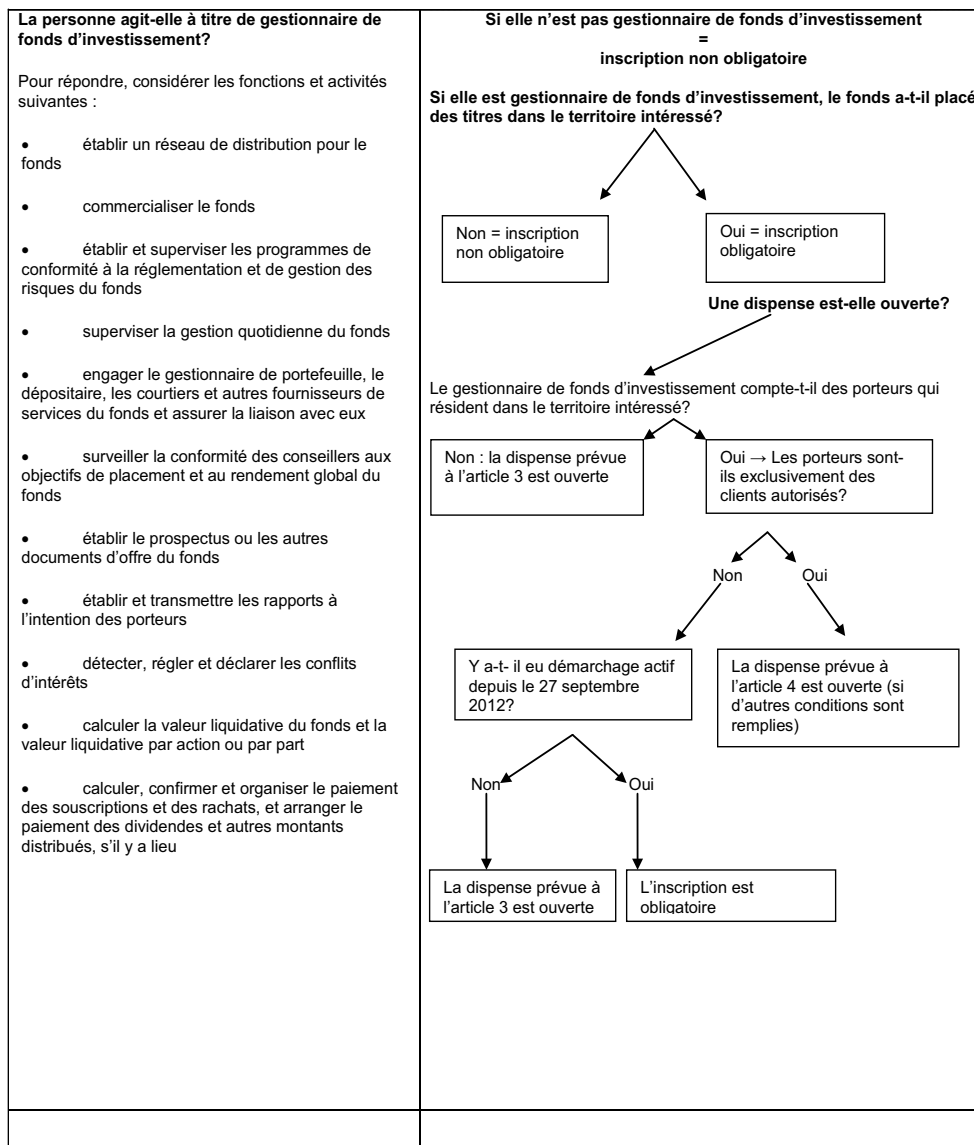 La personne agit-elle à titre de gestionnaire de
fonds d'investissement?
Pour répondre, considérer les fonctions et activités
suivantes :
• établir un réseau de distribution pour le
fonds
• commercialiser le fonds
• établir et superviser les programmes de
conformité à la réglementation et de gestion des
risques du fonds
• superviser la gestion quotidienne du fonds
• engager le gestionnaire de portefeuille, le
dépositaire, les courtiers et autres fournisseurs de
services du fonds et assurer la liaison avec eux
• surveiller la conformité des conseillers aux
objectifs de placement et au rendement global du
fonds
• établir le prospectus ou les autres
documents d'offre du fonds
• établir et transmettre les rapports à
l'intention des porteurs
• détecter, régler et déclarer les conflits
d'intérêts
• calculer la valeur liquidative du fonds et la
valeur liquidative par action ou par part
• calculer, confirmer et organiser le paiement
des souscriptions et des rachats, et arranger le
paiement des dividendes et autres montants
distribués, s'il y a lieu
Si elle n'est pas gestionnaire de fonds d'investissement
=
inscription non obligatoire
Si elle est gestionnaire de fonds d'investissement, le fonds a-t-il placé
des titres dans le territoire intéressé?
Non = inscription
non obligatoire
Oui = inscription
obligatoire
Une dispense est-elle ouverte?
Le gestionnaire de fonds d'investissement compte-t-il des porteurs qui
résident dans le territoire intéressé?
Non : la dispense prévue
à l'article 3 est ouverte
Oui → Les porteurs sont-
ils exclusivement des
clients autorisés?
Non
Oui
Y a-t- il eu démarchage actif
depuis le 27 septembre
2012?
La dispense prévue à
l'article 4 est ouverte (si
d'autres conditions sont
remplies)
Non
Oui
La dispense prévue à
l'article 3 est ouverte
L'inscription est
obligatoire